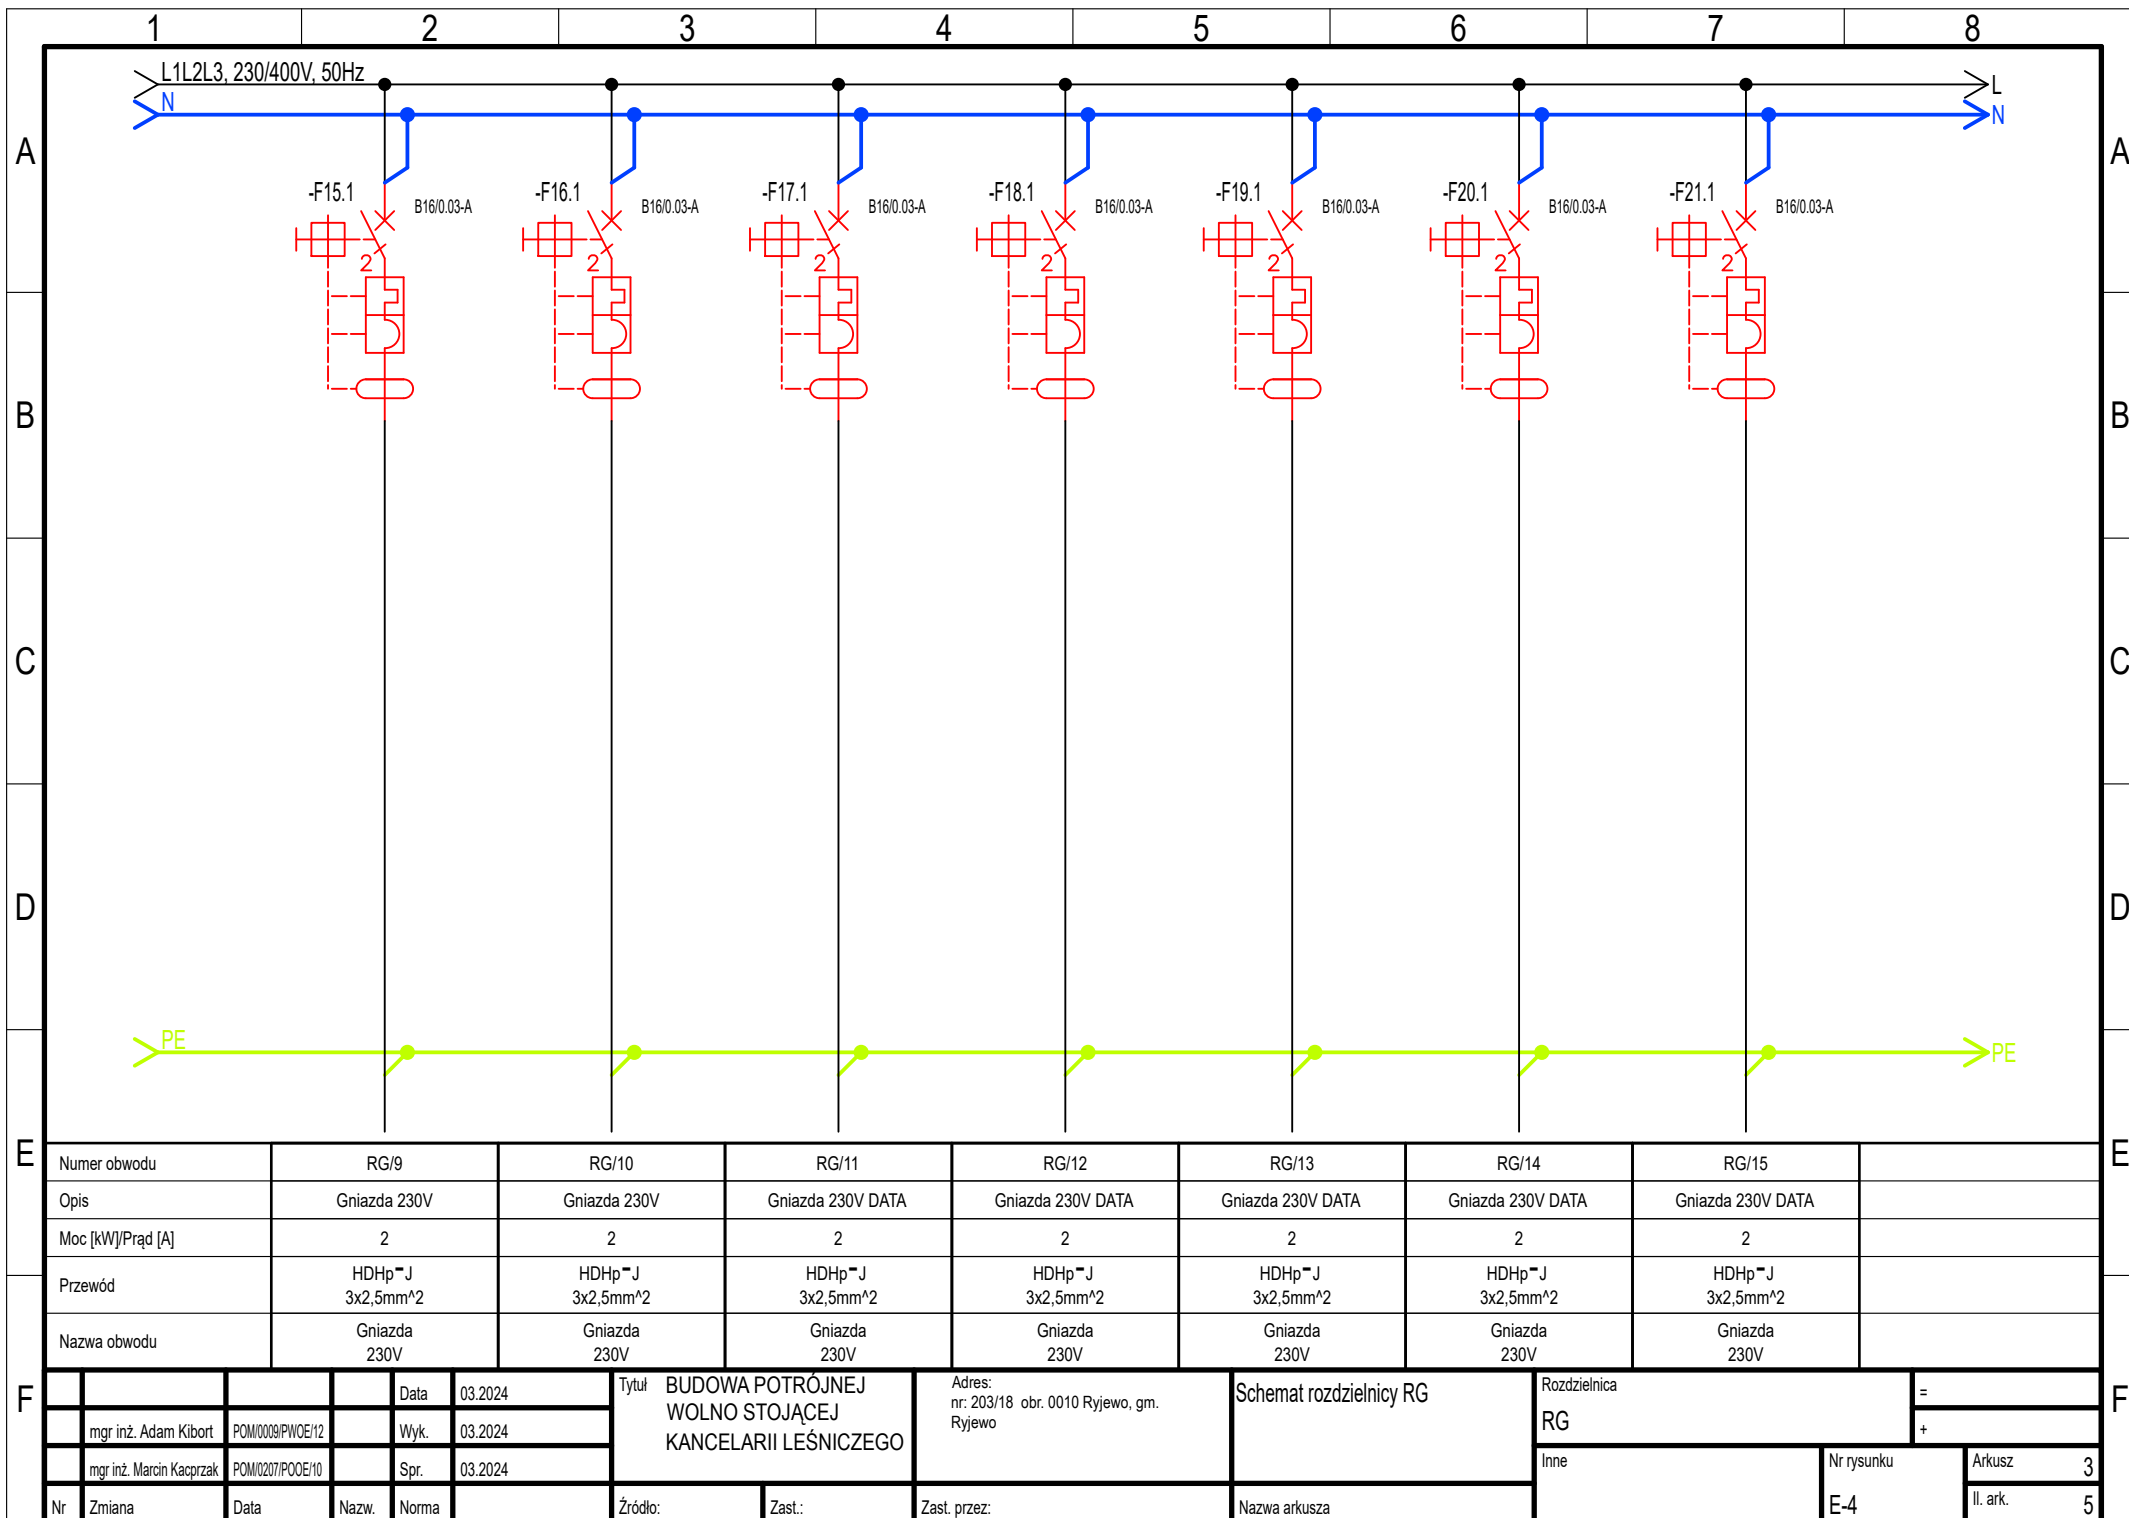 1 2 3 4 5 6 7 8
L1L2L3, 230/400V, 50Hz
L
N
N
A
A
-F15.1 B16/0.03-A -F16.1 B16/0.03-A -F17.1 B16/0.03-A -F18.1 B16/0.03-A -F19.1 B16/0.03-A -F20.1 B16/0.03-A -F21.1 B16/0.03-A
2 2 2 2 2 2 2
B
B
C
C
D
D
PE
PE
E
E
Numer obwodu RG/9 RG/10 RG/11 RG/12 RG/13 RG/14 RG/15
Opis Gniazda 230V Gniazda 230V Gniazda 230V DATA Gniazda 230V DATA Gniazda 230V DATA Gniazda 230V DATA Gniazda 230V DATA
Moc [kW]/Prąd [A] 2 2 2 2 2 2 2
Przewód
HDHp-J HDHp-J HDHp-J HDHp-J HDHp-J HDHp-J HDHp-J
3x2,5mm^2 3x2,5mm^2 3x2,5mm^2 3x2,5mm^2 3x2,5mm^2 3x2,5mm^2 3x2,5mm^2
Nazwa obwodu
Gniazda Gniazda Gniazda Gniazda Gniazda Gniazda Gniazda
230V 230V 230V 230V 230V 230V 230V
F
F
Data 03.2024
mgr inż. Adam Kibort POM/0009/PWOE/12 Wyk. 03.2024
mgr inż. Marcin Kacprzak POM/0207/POOE/10 Spr. 03.2024
Nr Zmiana Data Nazw. Norma
Tytuł BUDOWA POTRÓJNEJ
WOLNO STOJĄCEJ
KANCELARII LEŚNICZEGO
Źródło: Zast.: Zast. przez:
Adres:
nr: 203/18 obr. 0010 Ryjewo, gm.
Ryjewo
Schemat rozdzielnicy RG
Nazwa arkusza
Rozdzielnica
RG
=
+
Inne
Nr rysunku
E-4
Arkusz 3
Il. ark. 5